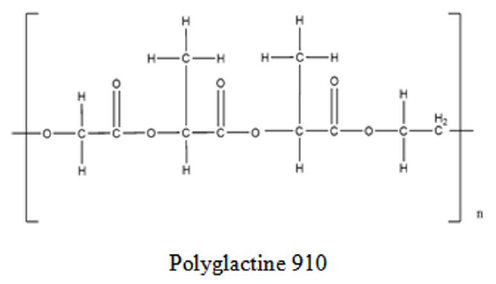 H H
H C H H C H
O O O
H H
H₂
O C C O C C O C C O C C
H H H H
n
Polyglactine 910